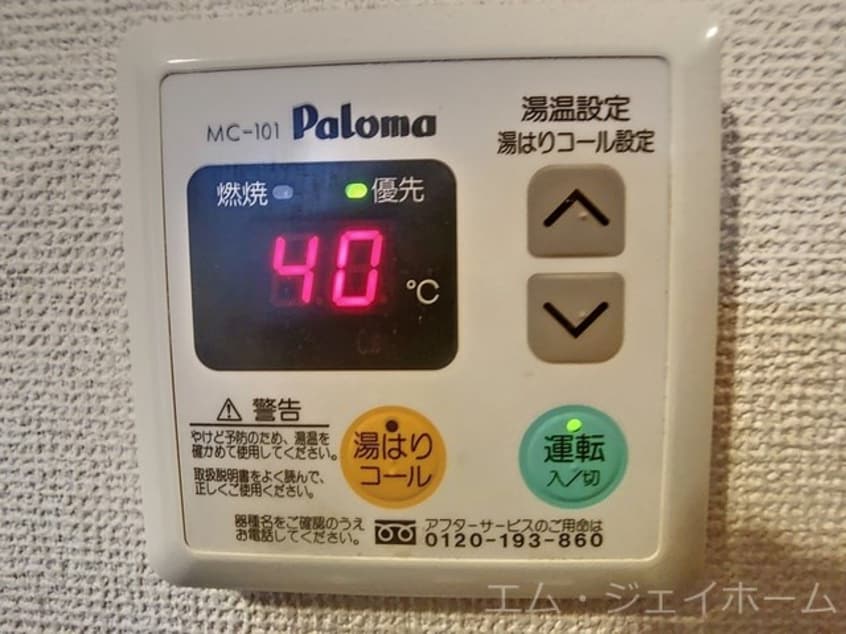 MC-101 Paloma
湯温設定
湯はりコール設定
燃焼 優先
40 ℃
警告
やけど予防のため、湯温を
確かめて使用してください。
取扱説明書をよく読んで、
正しくご使用ください。
湯はり
コール
運転
入/切
器種名をご確認のうえ
お電話してください。
アフターサービスのご用命は
0120-193-860
エム・ジェイホーム